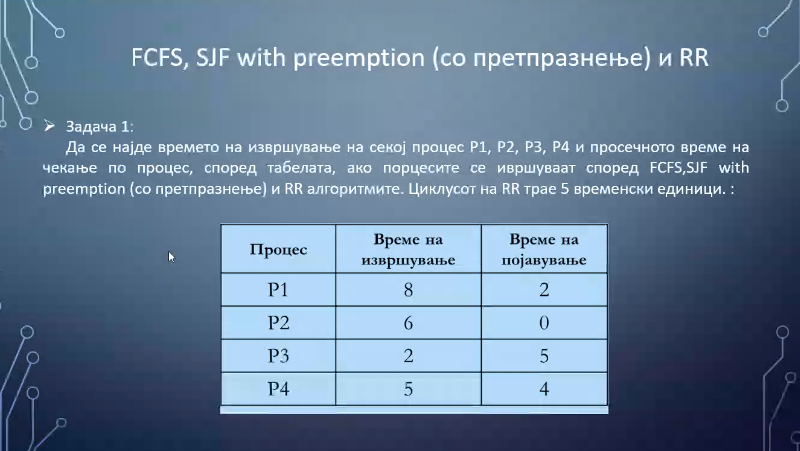 FCFS, SJF with preemption (со претпразнење) и RR
Задача 1:
Да се најде времето на извршување на секој процес P1, P2, P3, P4 и просечното време на
чекање по процес, според табелата, ако порцесите се ивршуваат според FCFS,SJF with
preemption (со претпразнење) и RR алгоритмите. Циклусот на RR трае 5 временски единици. :
Процес Време на извршување Време на појавување
P1 8 2
P2 6 0
P3 2 5
P4 5 4